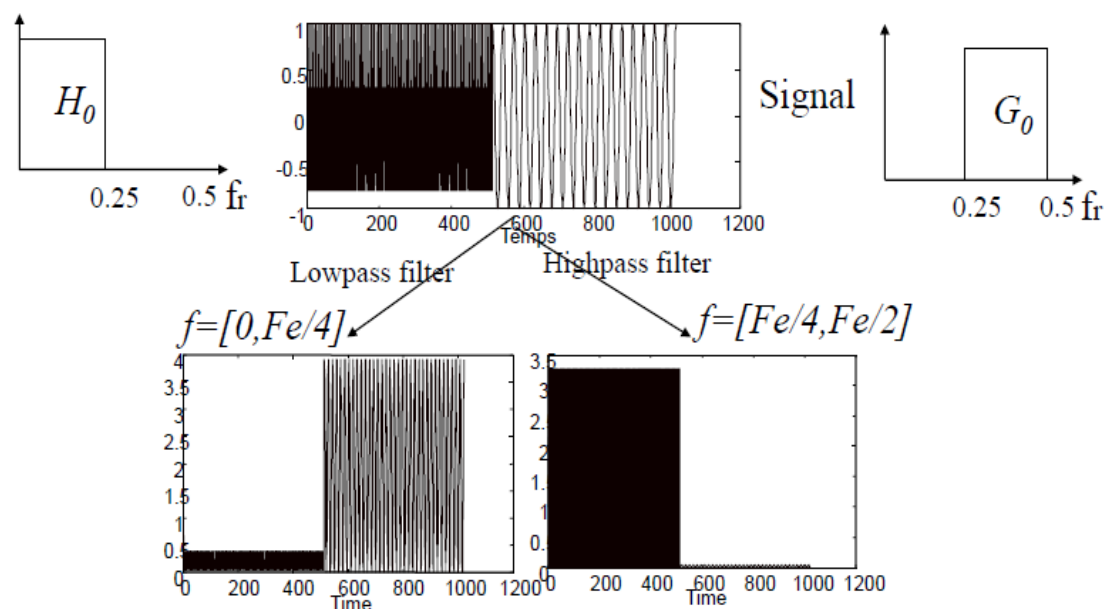 H0
0.25
0.5 fr
1
0.5
0
-0.5
-1
0 200 400 600 800 1000 1200
Temps
Signal
G0
0.25
0.5 fr
Lowpass filter
Highpass filter
f=[0,Fe/4]
f=[Fe/4,Fe/2]
4
3.5
3
2.5
2
1.5
1
0.5
0
0 200 400 600 800 1000 1200
Time
3.5
3
2.5
2
1.5
1
0.5
0
0 200 400 600 800 1000 1200
Time